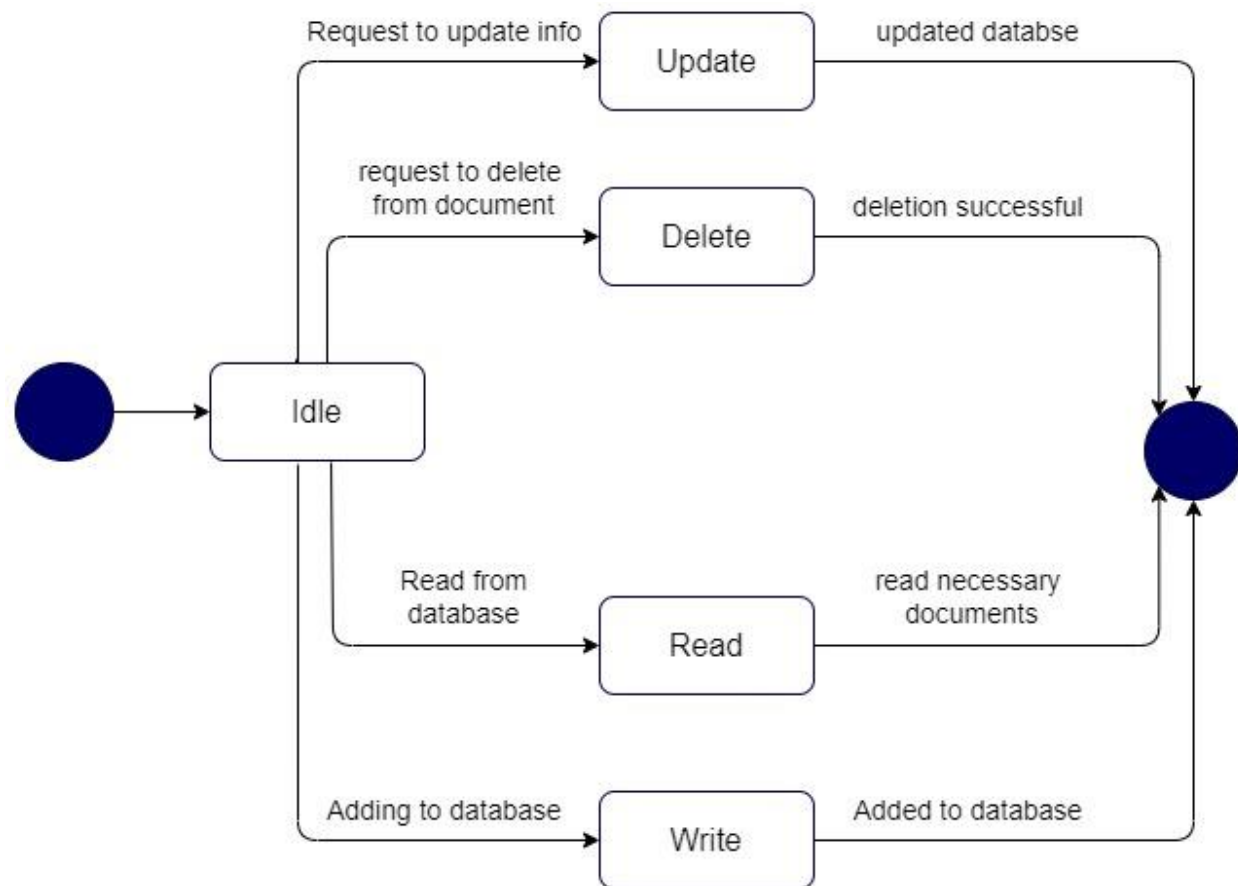 Request to update info
Update
updated databse
request to delete
from document
Delete
deletion successful
Idle
Read from
database
Read
read necessary
documents
Adding to database
Write
Added to database